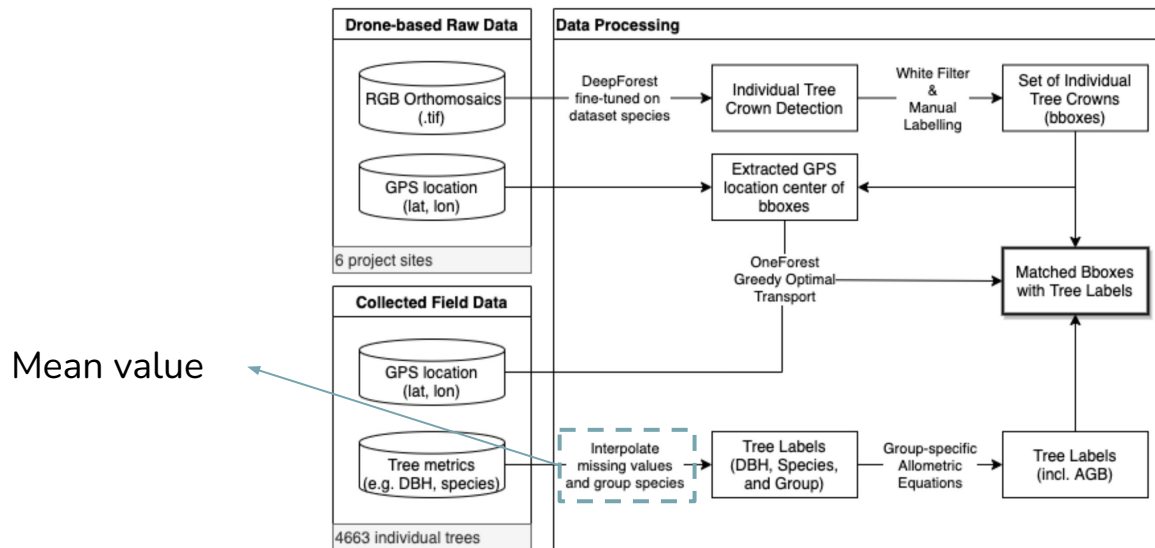 Drone-based Raw Data
Data Processing
RGB Orthomosaics
(.tif)
DeepForest
fine-tuned on
dataset species
Individual Tree
Crown Detection
White Filter
&
Manual
Labelling
Set of Individual
Tree Crowns
(bboxes)
GPS location
(lat, lon)
Extracted GPS
location center of
bboxes
6 project sites
OneForest
Greedy Optimal
Transport
Matched Bboxes
with Tree Labels
Collected Field Data
Mean value
GPS location
(lat, lon)
Tree metrics
(e.g. DBH, species)
Interpolate
missing values
and group species
Tree Labels
(DBH, Species,
and Group)
Group-specific
Allometric
Equations
Tree Labels
(incl. AGB)
4663 individual trees